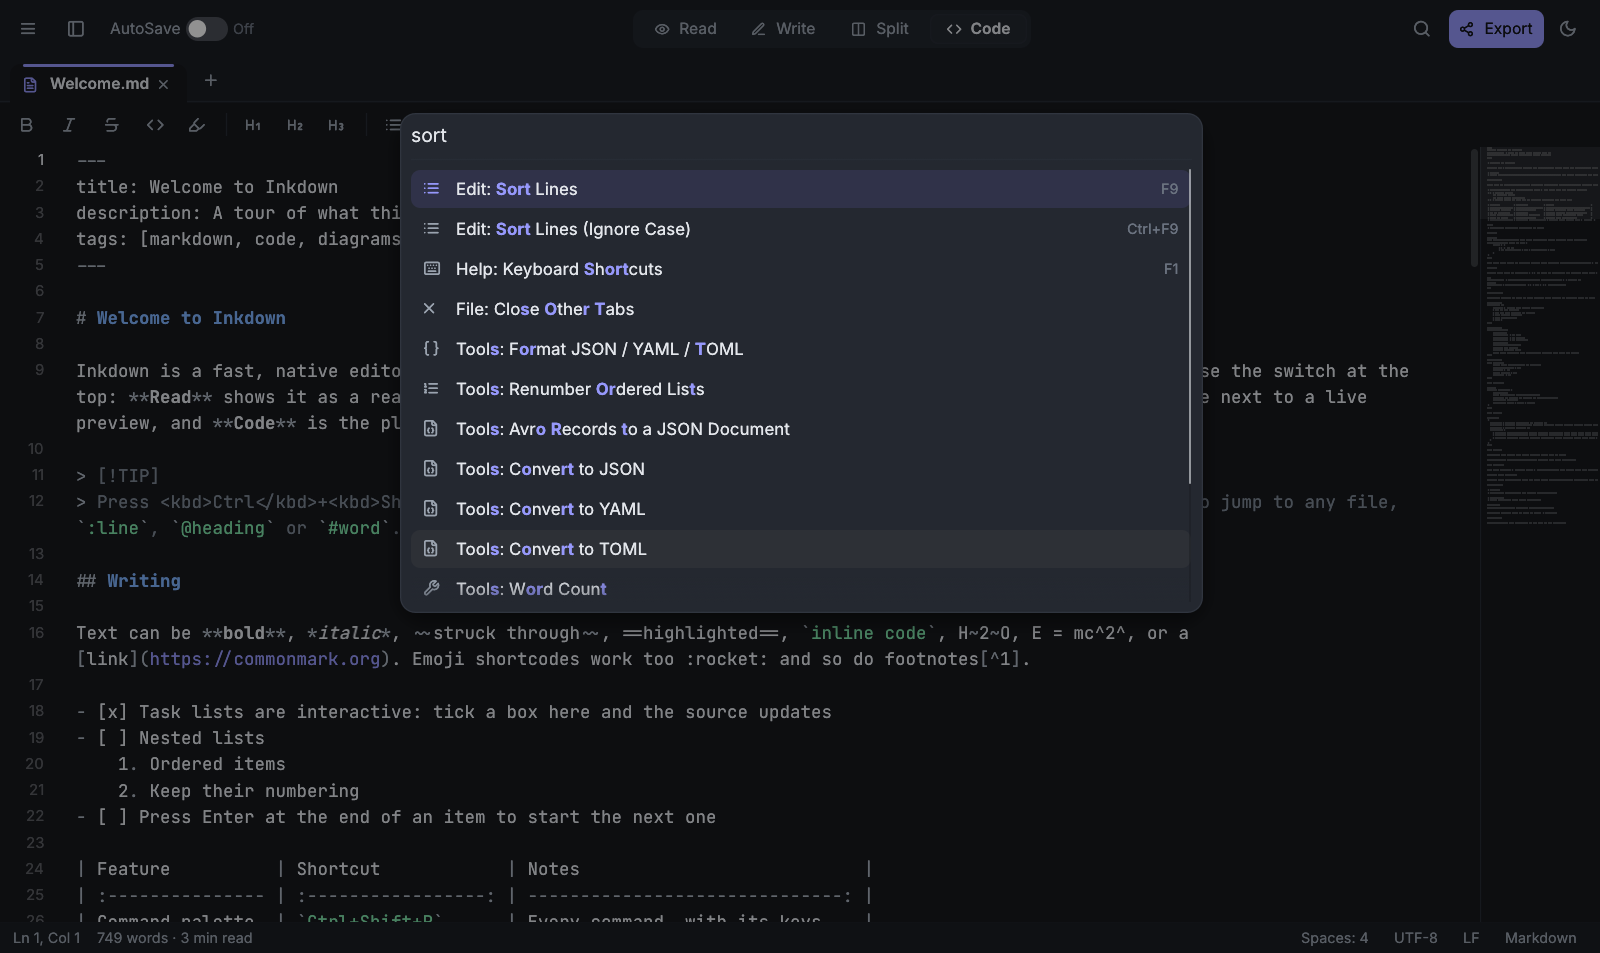 AutoSave Off Read Write Split Code Export
Welcome.md
B I S H1 H2 H3
sort
Edit: Sort Lines F9
Edit: Sort Lines (Ignore Case) Ctrl+F9
Help: Keyboard Shortcuts F1
File: Close Other Tabs
Tools: Format JSON / YAML / TOML
Tools: Renumber Ordered Lists
Tools: Avro Records to a JSON Document
Tools: Convert to JSON
Tools: Convert to YAML
Tools: Convert to TOML
Tools: Word Count
1 ---
2 title: Welcome to Inkdown
3 description: A tour of what thi
4 tags: [markdown, code, diagrams
5 ---
6
7 # Welcome to Inkdown
8
9 Inkdown is a fast, native edito se the switch at the
top: **Read** shows it as a rea e next to a live
preview, and **Code** is the pl
10
11 > [!TIP]
12 > Press <kbd>Ctrl</kbd>+<kbd>Sh o jump to any file,
`:line`, `@heading` or `#word`.
13
14 ## Writing
15
16 Text can be **bold**, *italic*, ~~struck through~~, ==highlighted==, `inline code`, H~2~O, E = mc^2^, or a
[link](https://commonmark.org). Emoji shortcodes work too :rocket: and so do footnotes[^1].
17
18 - [x] Task lists are interactive: tick a box here and the source updates
19 - [ ] Nested lists
20 1. Ordered items
21 2. Keep their numbering
22 - [ ] Press Enter at the end of an item to start the next one
23
24 | Feature | Shortcut | Notes |
25 | :--------------- | :-----------------: | ------------------------------: |
26 | Command palette | `Ctrl+Shift+P` | Every command, with its keys |
Ln 1, Col 1 749 words · 3 min read Spaces: 4 UTF-8 LF Markdown